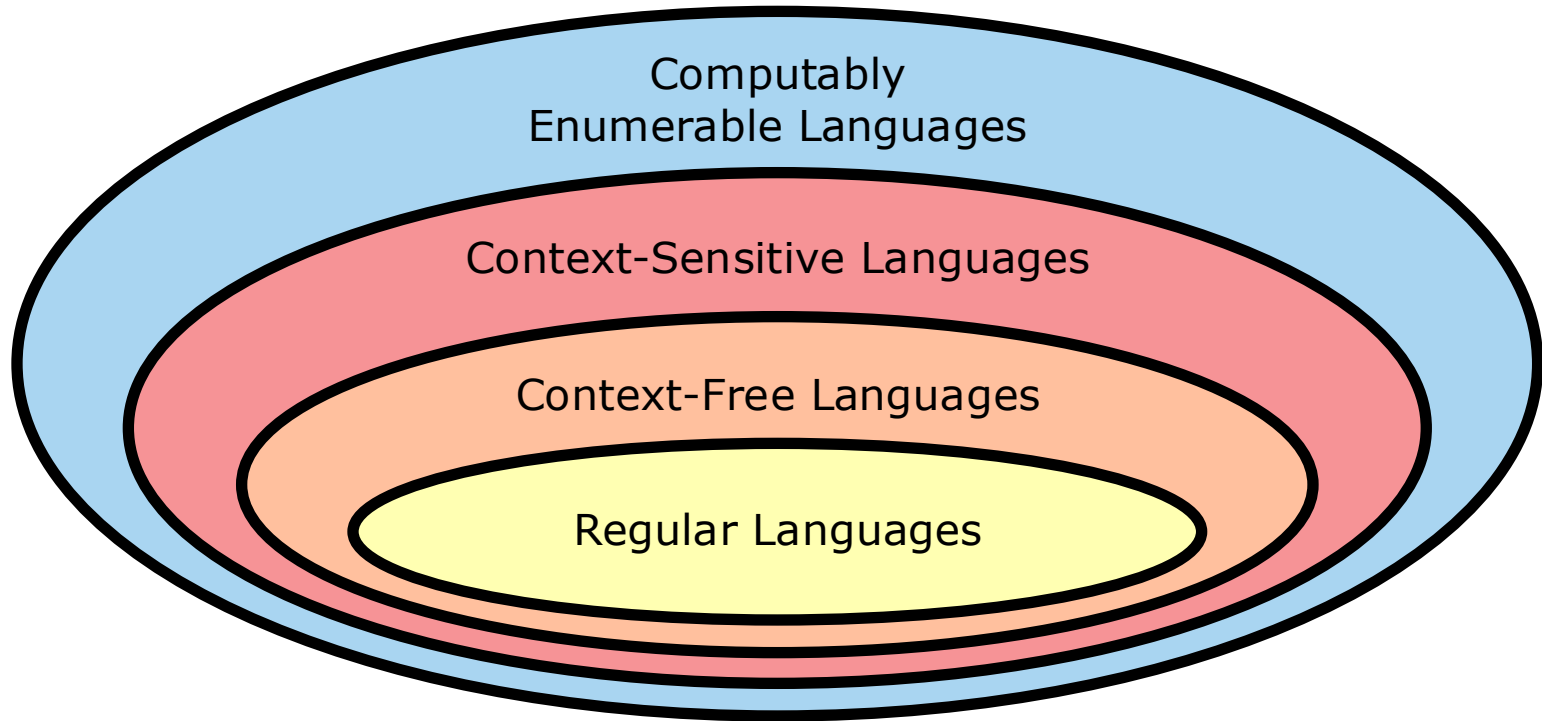 Computably
Enumerable Languages
Context-Sensitive Languages
Context-Free Languages
Regular Languages